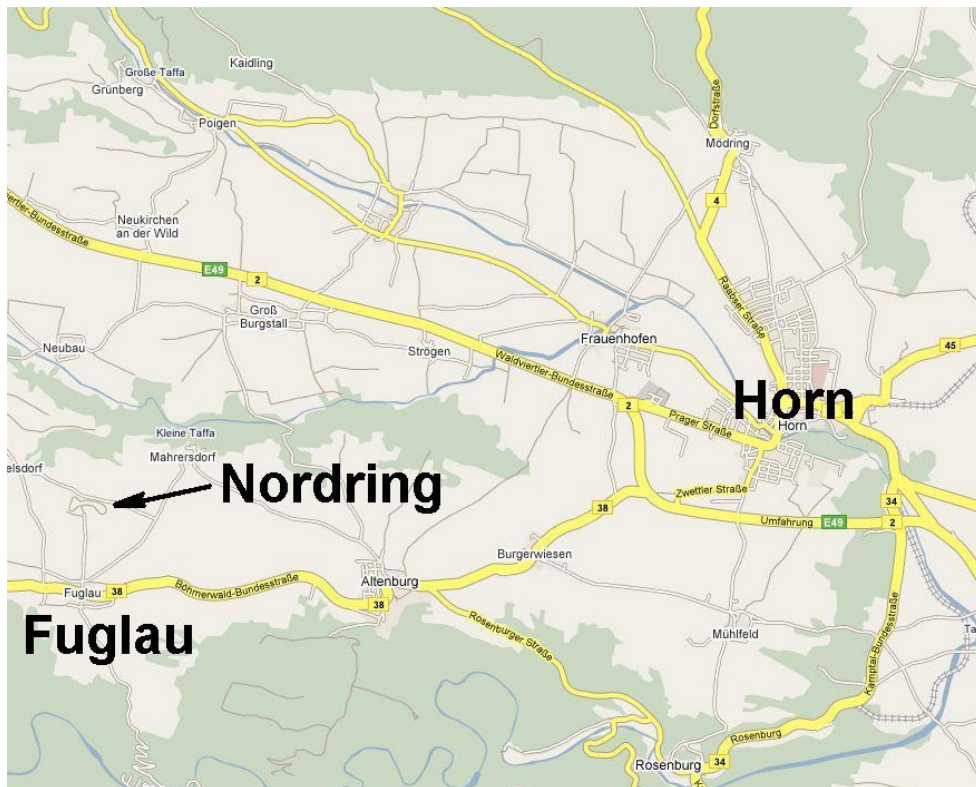 Kaidling
Große Taffa
Grünberg
Poigen
Dorfstraße
Mödring
4
Neukirchen
an der Wild
viertler-Bundesstraße
E49
2
Raabser Straße
Groß
Burgstall
Neubau
Strögen
Frauenhofen
45
Waldviertler-Bundesstraße
2
Prager Straße
Horn
Horn
Kleine Taffa
Mahrersdorf
elsdorf
Nordring
Zwettler Straße
34
38
Umfahrung
E49
2
Burgerwiesen
Fuglau
38
Böhmerwald-Bundesstraße
Altenburg
38
Fuglau
Rosenburger Straße
Mühlfeld
Ta
Kamptal-Bundesstraße
Rosenburg
Rosenburg
34
K